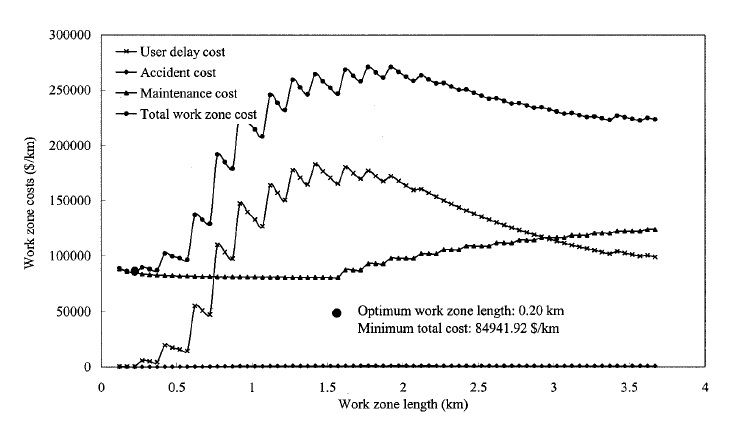 300000
250000
200000
150000
100000
50000
0
Work zone costs ($/km)
User delay cost
Accident cost
Maintenance cost
Total work zone cost
Optimum work zone length: 0.20 km
Minimum total cost: 84941.92 $/km
0 0.5 1 1.5 2 2.5 3 3.5 4
Work zone length (km)